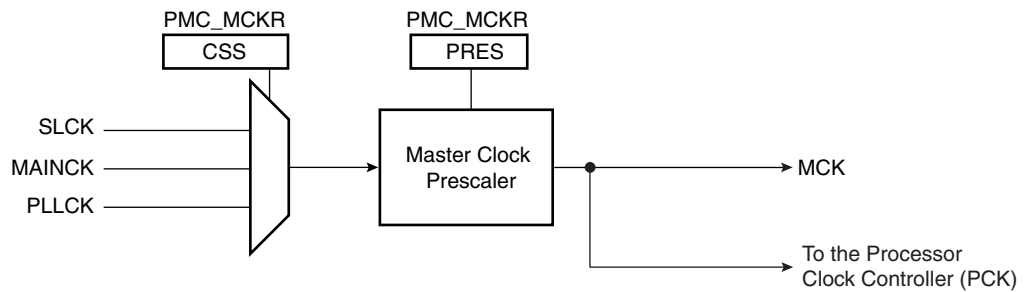 PMC_MCKR
CSS
PMC_MCKR
PRES
SLCK
MAINCK
PLLCK
Master Clock
Prescaler
MCK
To the Processor
Clock Controller (PCK)